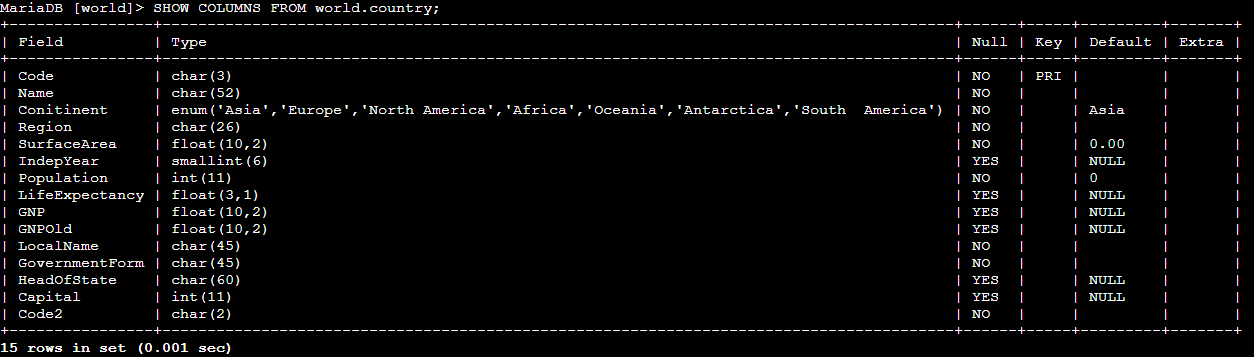 MariaDB [world]> SHOW COLUMNS FROM world.country;
+----------------+---------------------------------------------------------------------------------------+------+-----+---------+-------+
| Field          | Type                                                                                  | Null | Key | Default | Extra |
+----------------+---------------------------------------------------------------------------------------+------+-----+---------+-------+
| Code           | char(3)                                                                               | NO   | PRI |         |       |
| Name           | char(52)                                                                              | NO   |     |         |       |
| Conitinent     | enum('Asia','Europe','North America','Africa','Oceania','Antarctica','South  America') | NO   |     | Asia    |       |
| Region         | char(26)                                                                              | NO   |     |         |       |
| SurfaceArea    | float(10,2)                                                                           | NO   |     | 0.00    |       |
| IndepYear      | smallint(6)                                                                           | YES  |     | NULL    |       |
| Population     | int(11)                                                                               | NO   |     | 0       |       |
| LifeExpectancy | float(3,1)                                                                            | YES  |     | NULL    |       |
| GNP            | float(10,2)                                                                           | YES  |     | NULL    |       |
| GNPOld         | float(10,2)                                                                           | YES  |     | NULL    |       |
| LocalName      | char(45)                                                                              | NO   |     |         |       |
| GovernmentForm | char(45)                                                                              | NO   |     |         |       |
| HeadOfState    | char(60)                                                                              | YES  |     | NULL    |       |
| Capital        | int(11)                                                                               | YES  |     | NULL    |       |
| Code2          | char(2)                                                                               | NO   |     |         |       |
+----------------+---------------------------------------------------------------------------------------+------+-----+---------+-------+
15 rows in set (0.001 sec)